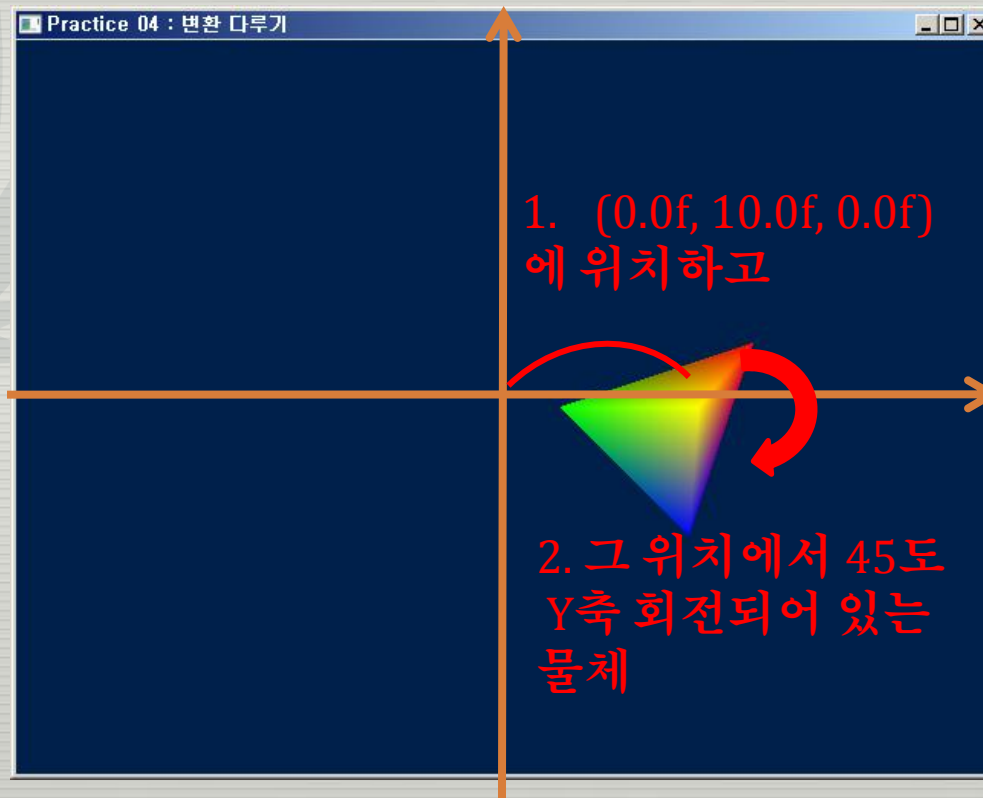 Practice 04 : 변환 다루기
1. (0.0f, 10.0f, 0.0f)
에 위치하고
2. 그 위치에서 45도
Y축 회전되어 있는
물체